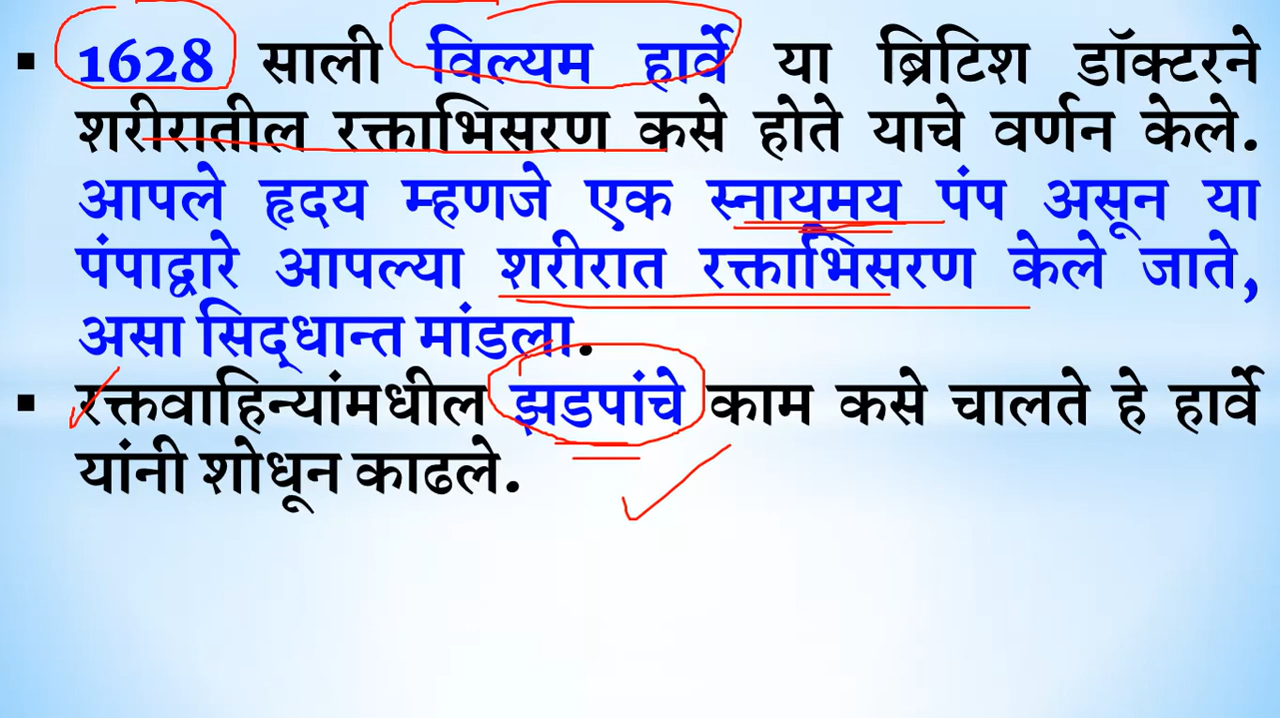 ▪ 1628 साली विल्यम हार्वे या ब्रिटिश डॉक्टरने
शरीरातील रक्ताभिसरण कसे होते याचे वर्णन केले.
आपले हृदय म्हणजे एक स्नायुमय पंप असून या
पंपाद्वारे आपल्या शरीरात रक्ताभिसरण केले जाते,
असा सिद्धान्त मांडला.
▪ रक्तवाहिन्यांमधील झडपांचे काम कसे चालते हे हार्वे
यांनी शोधून काढले.